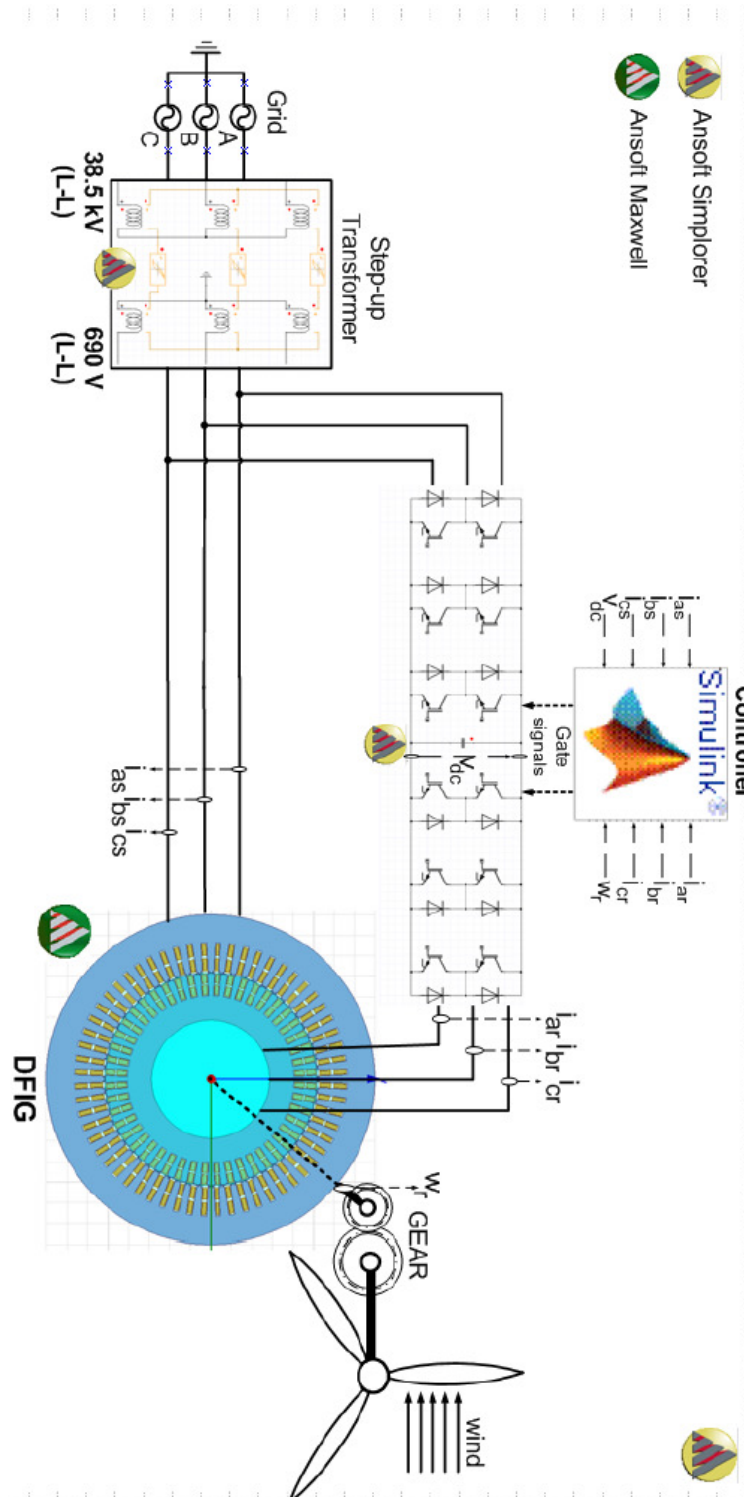 Ansoft Simplorer
Ansoft Maxwell
Controller
Simulink®
i_as
i_bs
i_cs
V_dc
i_ar
i_br
i_cr
w_r
Gate
signals
V_dc
Grid
A
B
C
Step-up
Transformer
38.5 kV
(L-L)
690 V
(L-L)
i_as i_bs i_cs
i_ar i_br i_cr
w_r
GEAR
wind
DFIG